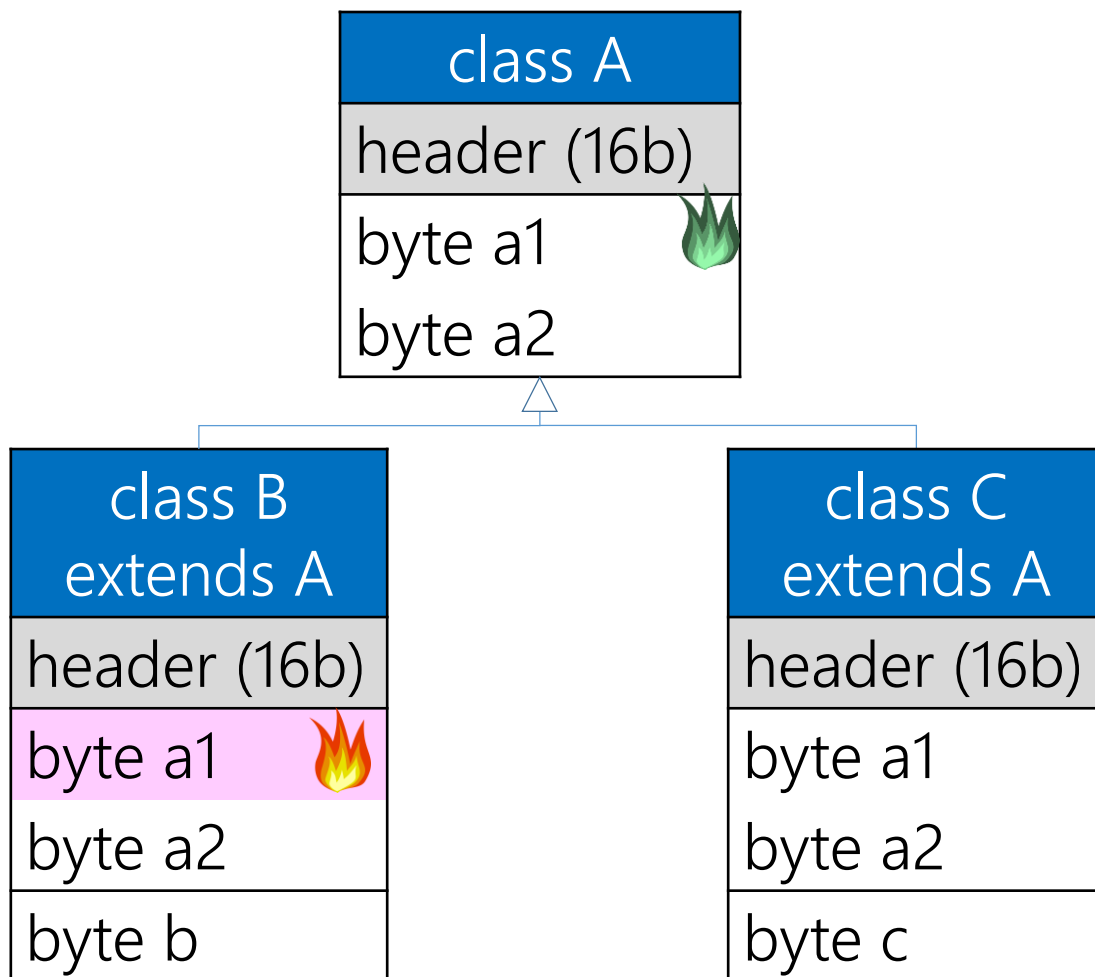 class A
header (16b)
byte a1
byte a2
class B
extends A
header (16b)
byte a1
byte a2
byte b
class C
extends A
header (16b)
byte a1
byte a2
byte c